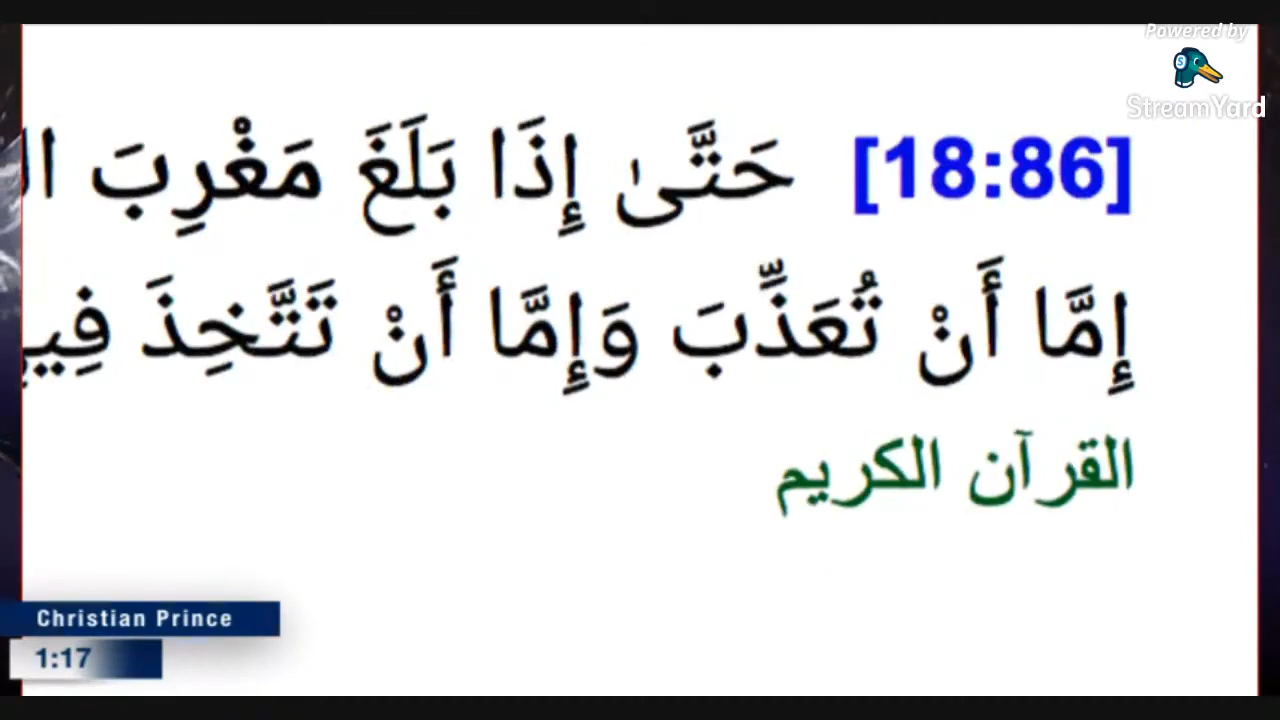 Powered by
StreamYard
[18:86] حَتَّىٰ إِذَا بَلَغَ مَغْرِبَ
إِمَّا أَنْ تُعَذِّبَ وَإِمَّا أَنْ تَتَّخِذَ
القرآن الكريم
Christian Prince
1:17